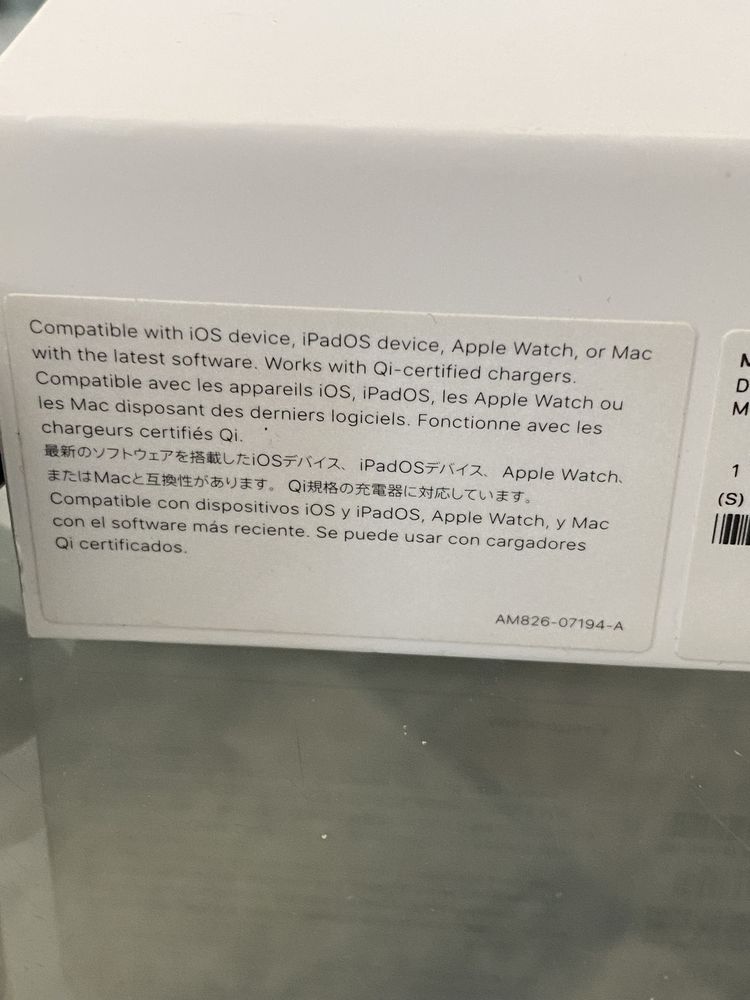 Compatible with iOS device, iPadOS device, Apple Watch, or Mac
with the latest software. Works with Qi-certified chargers.
Compatible avec les appareils iOS, iPadOS, les Apple Watch ou
les Mac disposant des derniers logiciels. Fonctionne avec les
chargeurs certifiés Qi.
最新のソフトウェアを搭載したiOSデバイス、iPadOSデバイス、Apple Watch、
またはMacと互換性があります。Qi規格の充電器に対応しています。
Compatible con dispositivos iOS y iPadOS, Apple Watch, y Mac
con el software más reciente. Se puede usar con cargadores
Qi certificados.
AM826-07194-A
M
D
M
1
(S)